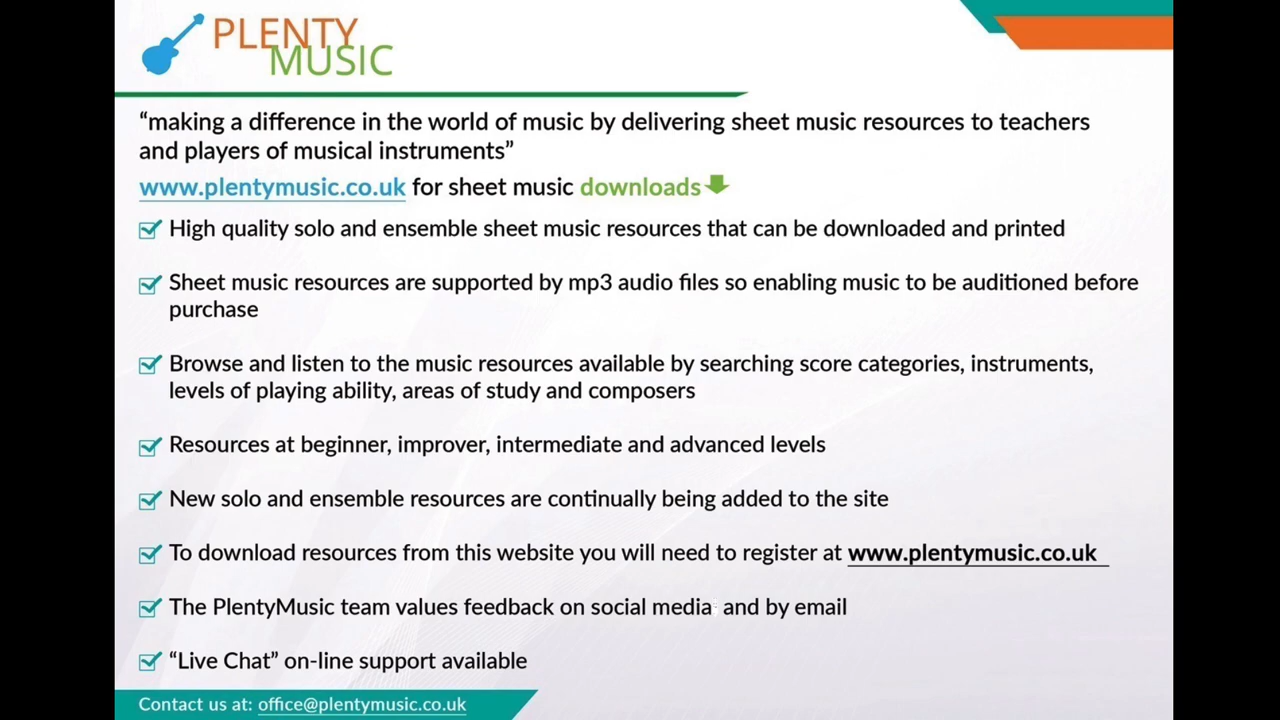 PLENTY
MUSIC
“making a difference in the world of music by delivering sheet music resources to teachers
and players of musical instruments”
www.plentymusic.co.uk for sheet music downloads
High quality solo and ensemble sheet music resources that can be downloaded and printed
Sheet music resources are supported by mp3 audio files so enabling music to be auditioned before
purchase
Browse and listen to the music resources available by searching score categories, instruments,
levels of playing ability, areas of study and composers
Resources at beginner, improver, intermediate and advanced levels
New solo and ensemble resources are continually being added to the site
To download resources from this website you will need to register at www.plentymusic.co.uk
The PlentyMusic team values feedback on social media and by email
“Live Chat” on-line support available
Contact us at: office@plentymusic.co.uk